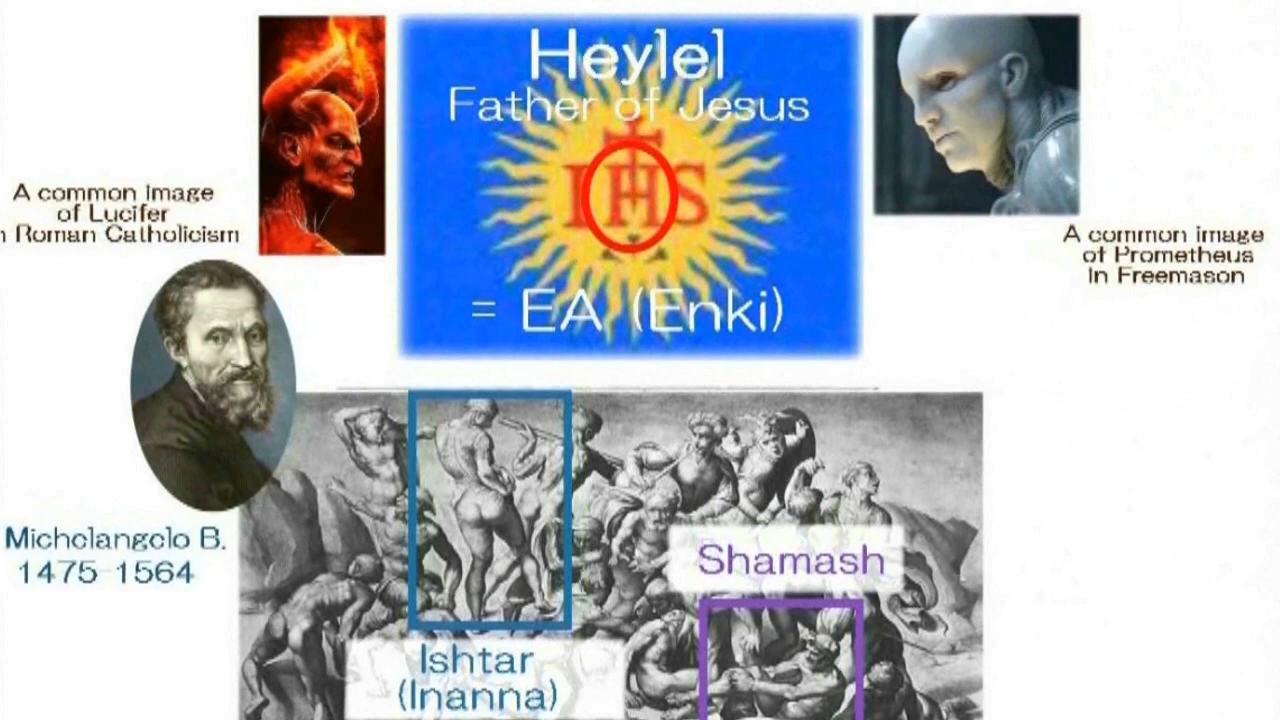 Heylel
Father of Jesus
IHS
= EA (Enki)
A common image
of Lucifer
n Roman Catholicism
A common image
of Prometheus
in Freemason
Michelangelo B.
1475-1564
Shamash
Ishtar
(Inanna)